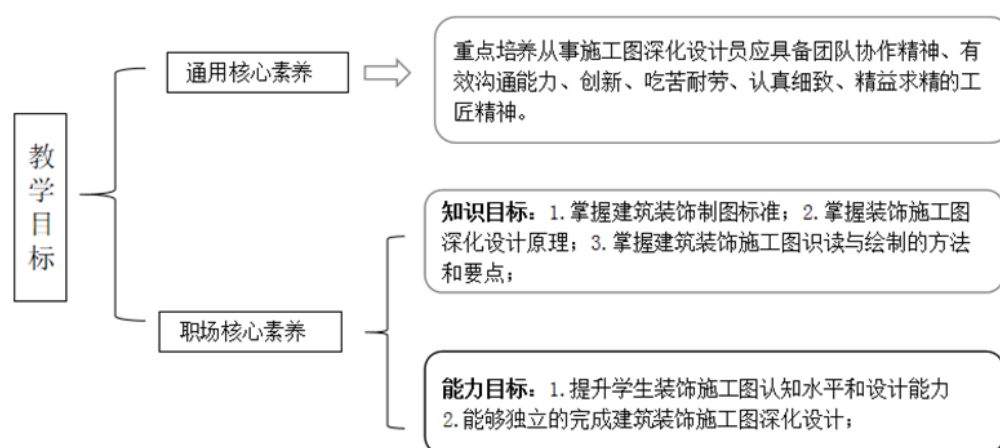 教学目标
通用核心素养
重点培养从事施工图深化设计员应具备团队协作精神、有
效沟通能力、创新、吃苦耐劳、认真细致、精益求精的工
匠精神。
知识目标：1.掌握建筑装饰制图标准；2.掌握装饰施工图
深化设计原理；3.掌握建筑装饰施工图识读与绘制的方法
和要点；
职场核心素养
能力目标：1.提升学生装饰施工图认知水平和设计能力
2.能够独立的完成建筑装饰施工图深化设计；